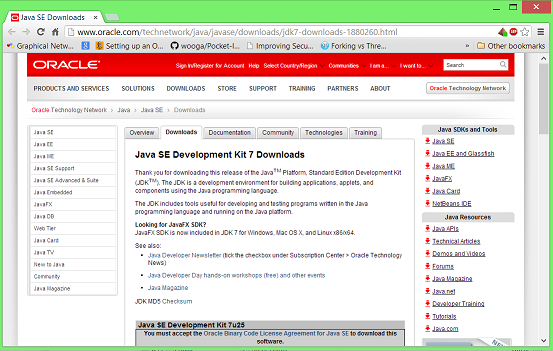 Java SE Downloads
www.oracle.com/technetwork/java/javase/downloads/jdk7-downloads-1880260.html
Graphical Netw... Setting up an O... wooga/Pocket-I... Improving Secur... Forking vs Thre... » Other bookmarks
ORACLE
Sign In/Register for Account Help Select Country/Region Communities I am a... I want to... Search
PRODUCTS AND SERVICES SOLUTIONS DOWNLOADS STORE SUPPORT TRAINING PARTNERS ABOUT Oracle Technology Network
Oracle Technology Network > Java > Java SE > Downloads
Java SE
Java EE
Java ME
Java SE Support
Java SE Advanced & Suite
Java Embedded
JavaFX
Java DB
Web Tier
Java Card
Java TV
New to Java
Community
Java Magazine
Overview Downloads Documentation Community Technologies Training
Java SE Development Kit 7 Downloads
Thank you for downloading this release of the Java™ Platform, Standard Edition Development Kit
(JDK™). The JDK is a development environment for building applications, applets, and
components using the Java programming language.
The JDK includes tools useful for developing and testing programs written in the Java
programming language and running on the Java platform.
Looking for JavaFX SDK?
JavaFX SDK is now included in JDK 7 for Windows, Mac OS X, and Linux x86/x64.
See also:
• Java Developer Newsletter (tick the checkbox under Subscription Center > Oracle Technology
News)
• Java Developer Day hands-on workshops (free) and other events
• Java Magazine
JDK MD5 Checksum
Java SE Development Kit 7u25
You must accept the Oracle Binary Code License Agreement for Java SE to download this
software.
Java SDKs and Tools
Java SE
Java EE and Glassfish
Java ME
JavaFX
Java Card
NetBeans IDE
Java Resources
Java APIs
Technical Articles
Demos and Videos
Forums
Java Magazine
Java.net
Developer Training
Tutorials
Java.com